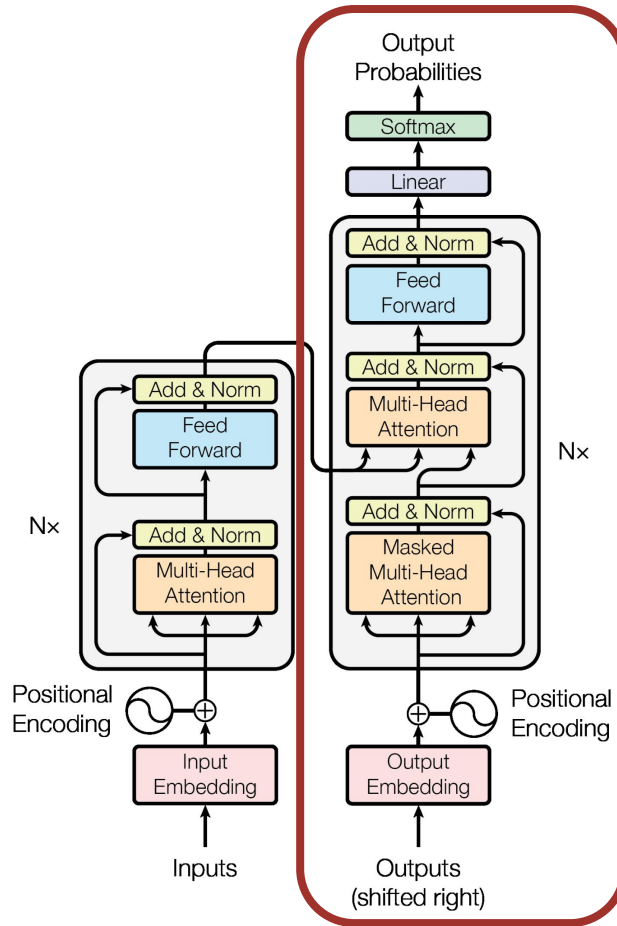 Output
Probabilities
Softmax
Linear
Add & Norm
Feed
Forward
Add & Norm
Multi-Head
Attention
Add & Norm
Masked
Multi-Head
Attention
N×
Positional
Encoding
Output
Embedding
Outputs
(shifted right)
Add & Norm
Feed
Forward
Add & Norm
Multi-Head
Attention
N×
Positional
Encoding
Input
Embedding
Inputs